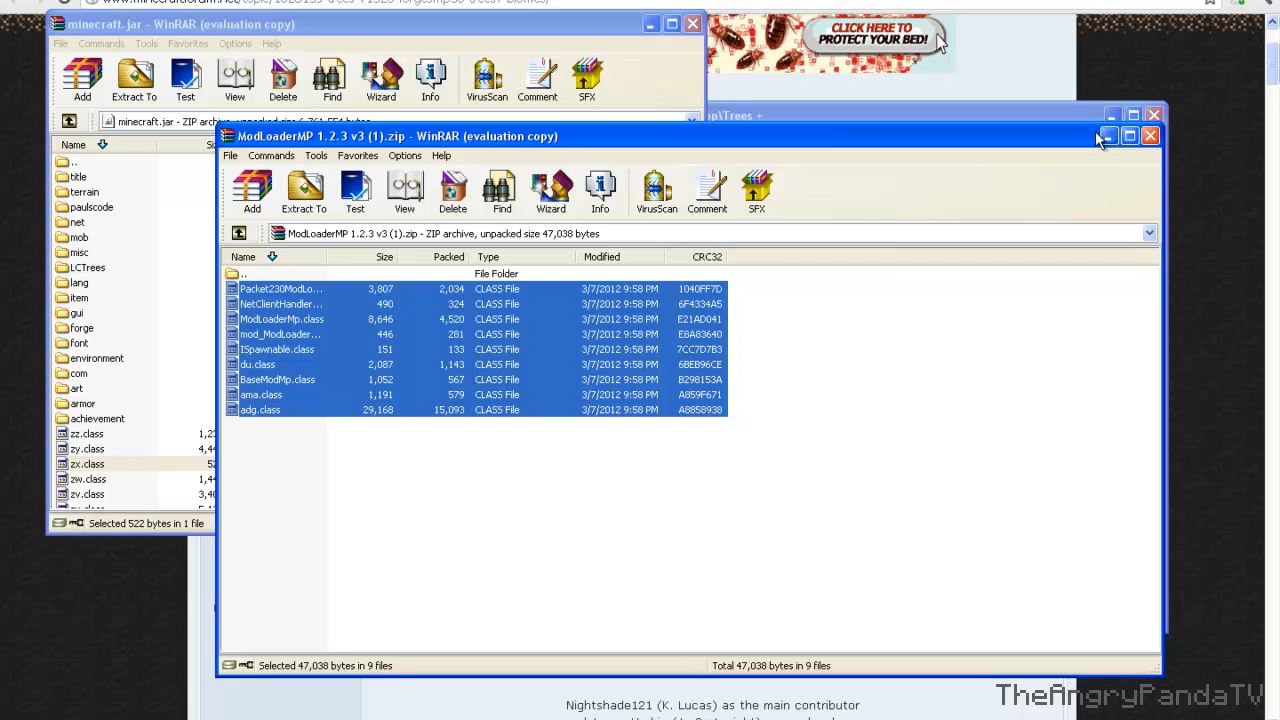 minecraft.jar - WinRAR (evaluation copy)
File Commands Tools Favorites Options Help
Add Extract To Test View Delete Find Wizard Info VirusScan Comment SFX
CLICK HERE TO
PROTECT YOUR BED!
minecraft.jar - ZIP archive, unpacked size
Name
..
title
terrain
paulscode
net
mob
misc
LCTrees
lang
item
gui
forge
font
environment
com
art
armor
achievement
zz.class
zy.class
zx.class
zw.class
zv.class
Selected 522 bytes in 1 file
\Trees +
ModLoaderMP 1.2.3 v3 (1).zip - WinRAR (evaluation copy)
File Commands Tools Favorites Options Help
Add Extract To Test View Delete Find Wizard Info VirusScan Comment SFX
ModLoaderMP 1.2.3 v3 (1).zip - ZIP archive, unpacked size 47,038 bytes
Name Size Packed Type Modified CRC32
.. File Folder
Packet230ModLo... 3,807 2,034 CLASS File 3/7/2012 9:58 PM 1040FF7D
NetClientHandler... 490 324 CLASS File 3/7/2012 9:58 PM 6F4334A5
ModLoaderMp.class 8,646 4,520 CLASS File 3/7/2012 9:58 PM E21AD041
mod_ModLoader... 446 281 CLASS File 3/7/2012 9:58 PM E8A83640
ISpawnable.class 151 133 CLASS File 3/7/2012 9:58 PM 7CC7D7B3
du.class 2,087 1,143 CLASS File 3/7/2012 9:58 PM 6BEB96CE
BaseModMp.class 1,052 567 CLASS File 3/7/2012 9:58 PM B298153A
ama.class 1,191 579 CLASS File 3/7/2012 9:58 PM A859F671
adg.class 29,168 15,093 CLASS File 3/7/2012 9:58 PM A8858938
Selected 47,038 bytes in 9 files Total 47,038 bytes in 9 files
TheAngryPandaTV
Nightshade121 (K. Lucas) as the main contributor